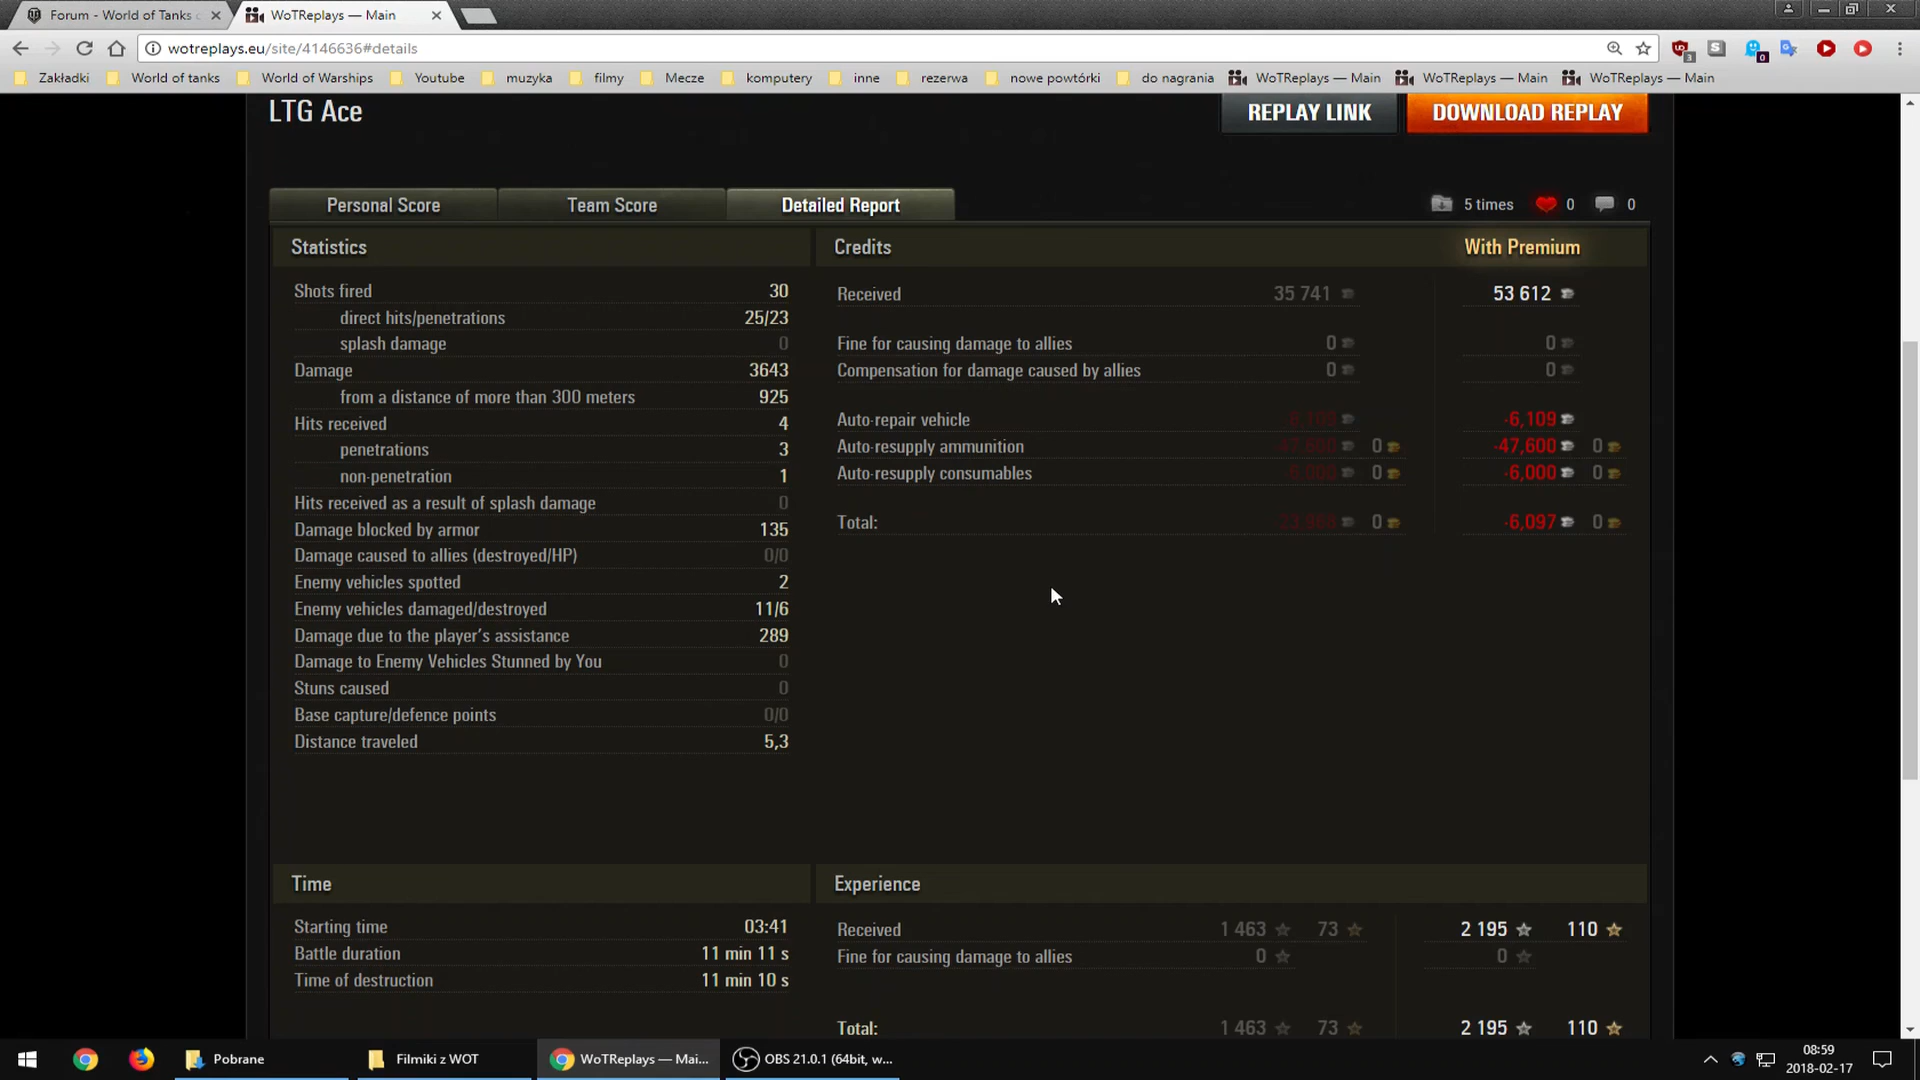 Forum - World of Tanks
WoTReplays — Main
wotreplays.eu/site/4146636#details
Zakładki World of tanks World of Warships Youtube muzyka filmy Mecze komputery inne rezerwa nowe powtórki do nagrania WoTReplays — Main WoTReplays — Main WoTReplays — Main
LTG Ace
REPLAY LINK
DOWNLOAD REPLAY
Personal Score Team Score Detailed Report 5 times 0 0
Statistics
Shots fired 30
direct hits/penetrations 25/23
splash damage 0
Damage 3643
from a distance of more than 300 meters 925
Hits received 4
penetrations 3
non-penetration 1
Hits received as a result of splash damage 0
Damage blocked by armor 135
Damage caused to allies (destroyed/HP) 0/0
Enemy vehicles spotted 2
Enemy vehicles damaged/destroyed 11/6
Damage due to the player's assistance 289
Damage to Enemy Vehicles Stunned by You 0
Stuns caused 0
Base capture/defence points 0/0
Distance traveled 5,3
Credits With Premium
Received 35 741 53 612
Fine for causing damage to allies 0 0
Compensation for damage caused by allies 0 0
Auto-repair vehicle -6,109
Auto-resupply ammunition 0 -47,600 0
Auto-resupply consumables 0 -6,000 0
Total: 0 -6,097 0
Time
Starting time 03:41
Battle duration 11 min 11 s
Time of destruction 11 min 10 s
Experience
Received 1 463 73 2 195 110
Fine for causing damage to allies 0 0
Total: 1 463 73 2 195 110
Pobrane
Filmiki z WOT
WoTReplays — Mai...
OBS 21.0.1 (64bit, w...
08:59
2018-02-17